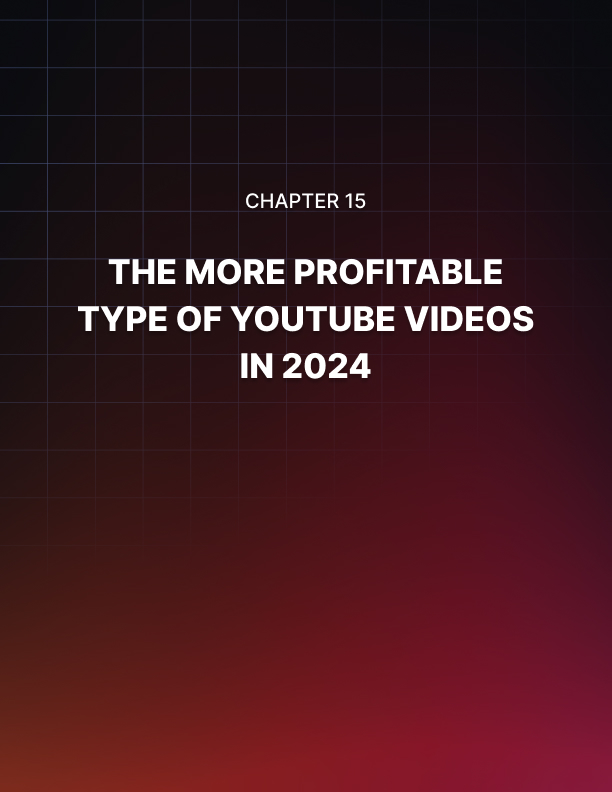 CHAPTER 15
THE MORE PROFITABLE
TYPE OF YOUTUBE VIDEOS
IN 2024